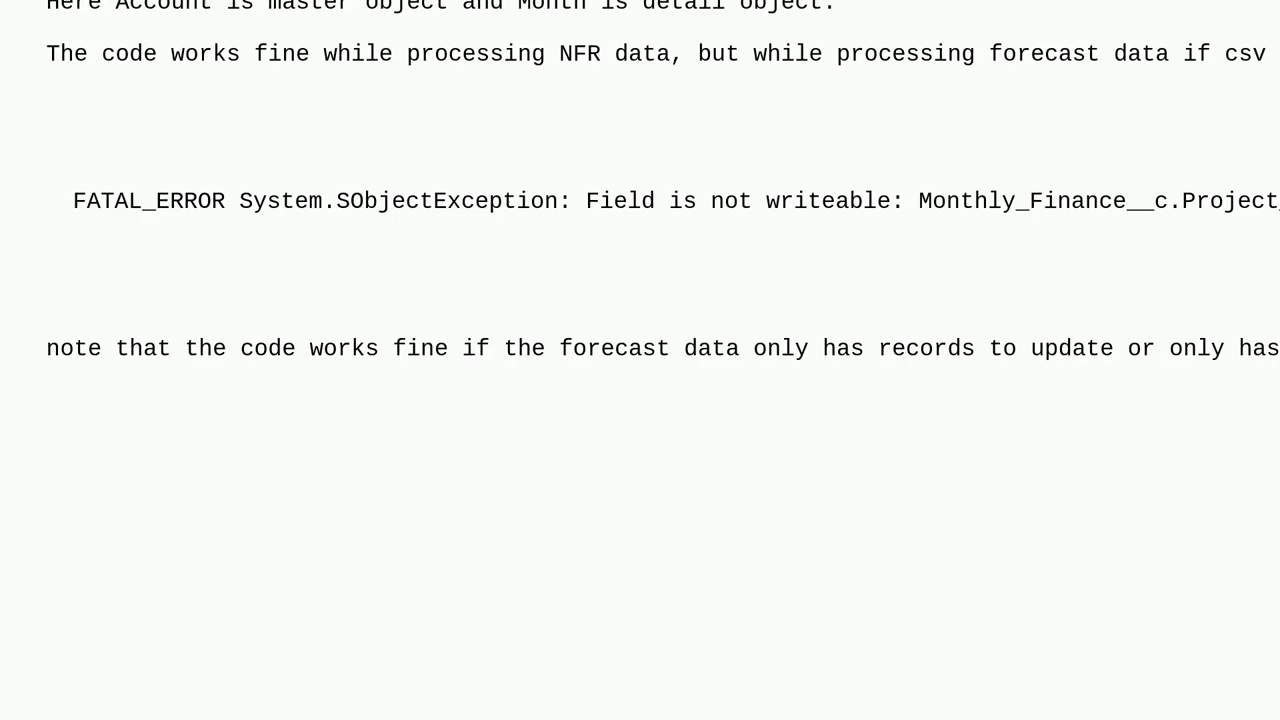 Here Account is master object and Month is detail object.
The code works fine while processing NFR data, but while processing forecast data if csv
FATAL_ERROR System.SObjectException: Field is not writeable: Monthly_Finance__c.Project_
note that the code works fine if the forecast data only has records to update or only has